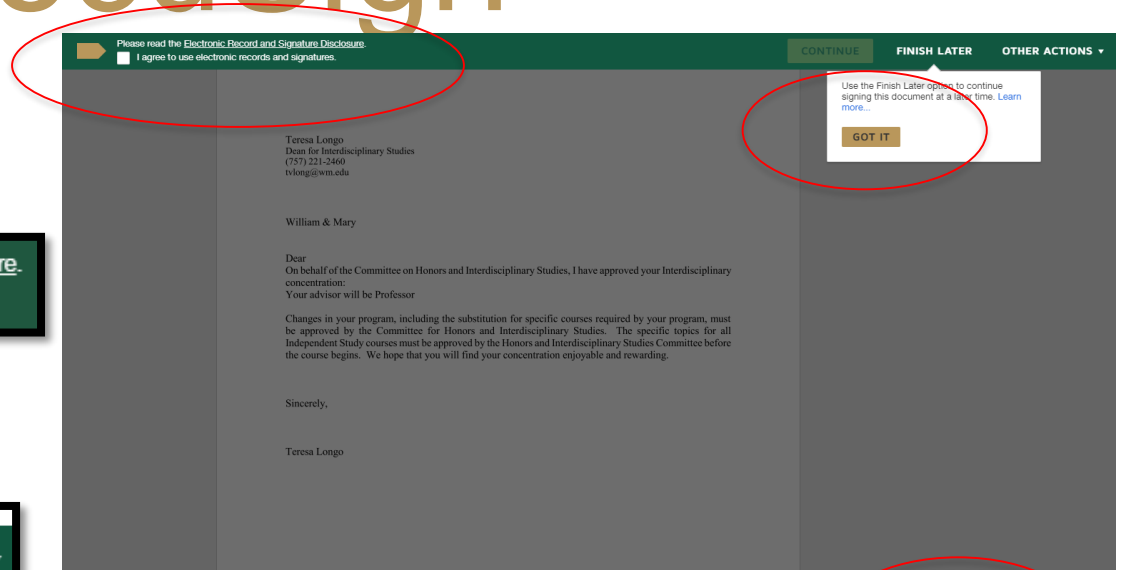 Please read the Electronic Record and Signature Disclosure.
I agree to use electronic records and signatures.
CONTINUE
FINISH LATER
OTHER ACTIONS
Use the Finish Later option to continue
signing this document at a later time. Learn
more...
GOT IT
Teresa Longo
Dean for Interdisciplinary Studies
(757) 221-2460
tvlong@wm.edu
William & Mary
Dear
On behalf of the Committee on Honors and Interdisciplinary Studies, I have approved your Interdisciplinary
concentration:
Your advisor will be Professor
Changes in your program, including the substitution for specific courses required by your program, must
be approved by the Committee for Honors and Interdisciplinary Studies. The specific topics for all
Independent Study courses must be approved by the Honors and Interdisciplinary Studies Committee before
the course begins. We hope that you will find your concentration enjoyable and rewarding.
Sincerely,
Teresa Longo